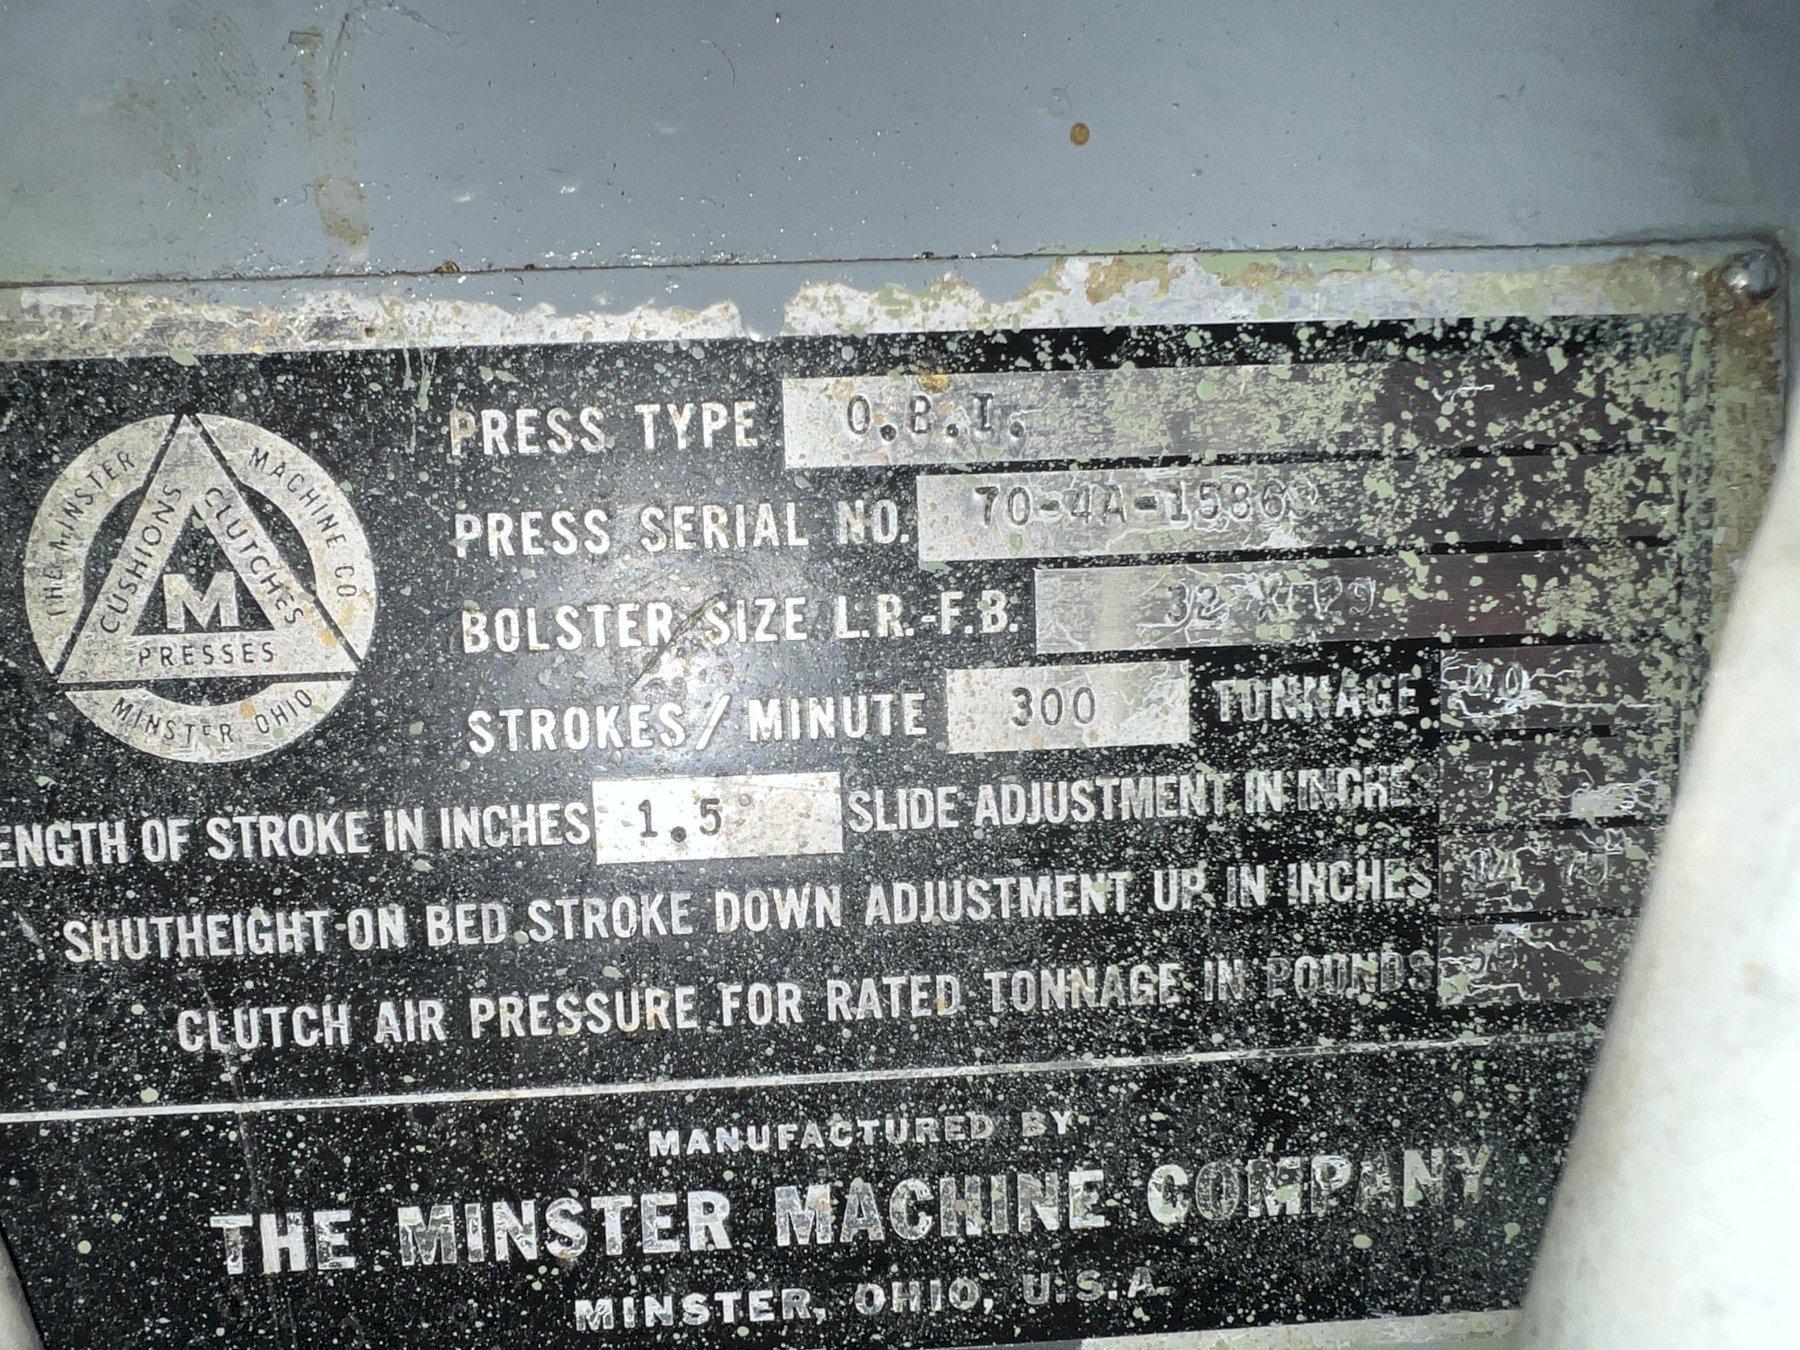 THE MINSTER MACHINE CO
CUSHIONS CLUTCHES
M
PRESSES
MINSTER, OHIO
PRESS TYPE O.B.I.
PRESS SERIAL NO. 70-4A-15863
BOLSTER SIZE L.R.-F.B. 32 X
STROKES/MINUTE 300 TONNAGE
ENGTH OF STROKE IN INCHES 1.5 SLIDE ADJUSTMENT IN INCHES
SHUTHEIGHT ON BED STROKE DOWN ADJUSTMENT UP IN INCHES
CLUTCH AIR PRESSURE FOR RATED TONNAGE IN POUNDS
MANUFACTURED BY
THE MINSTER MACHINE COMPANY
MINSTER, OHIO, U.S.A.